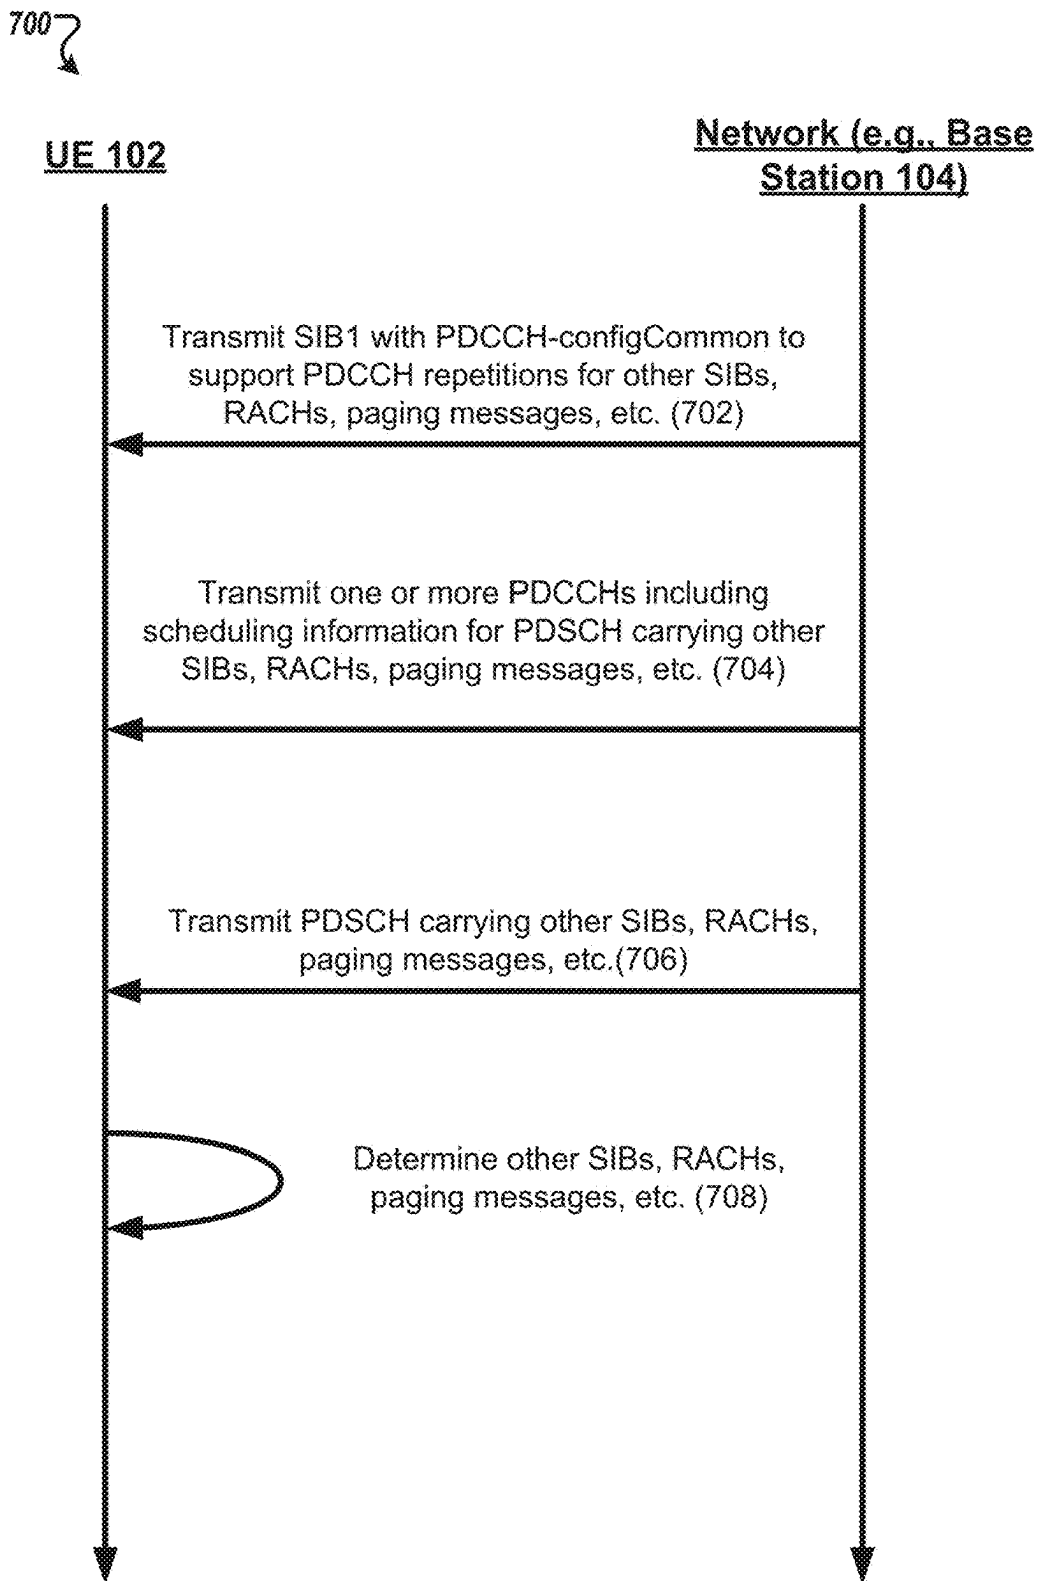 700
UE 102
Network (e.g., Base
Station 104)
Transmit SIB1 with PDCCH-configCommon to
support PDCCH repetitions for other SIBs,
RACHs, paging messages, etc. (702)
Transmit one or more PDCCHs including
scheduling information for PDSCH carrying other
SIBs, RACHs, paging messages, etc. (704)
Transmit PDSCH carrying other SIBs, RACHs,
paging messages, etc.(706)
Determine other SIBs, RACHs,
paging messages, etc. (708)